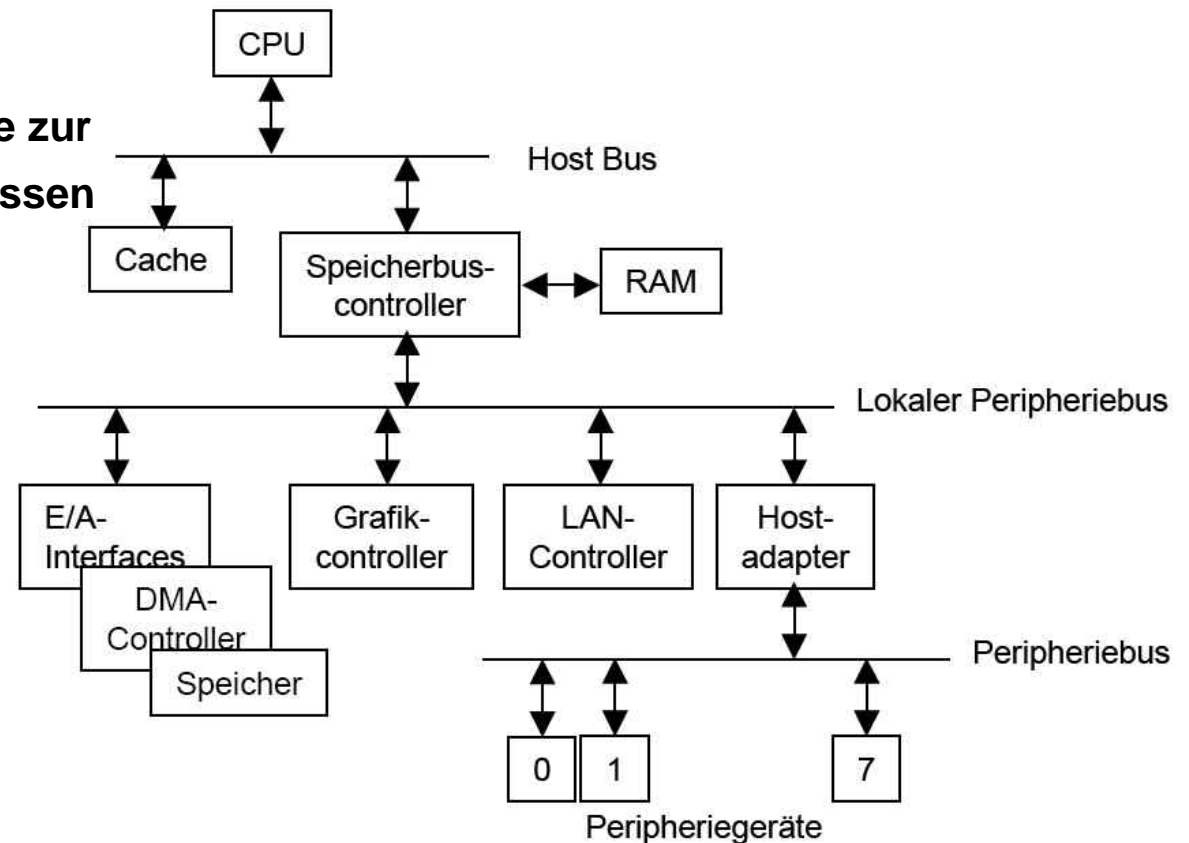 CPU
e zur
Host Bus
ssen
Cache
Speicherbus-
controller
RAM
Lokaler Peripheriebus
E/A-
Interfaces
DMA-
Controller
Speicher
Grafik-
controller
LAN-
Controller
Host-
adapter
Peripheriebus
0
1
7
Peripheriegeräte